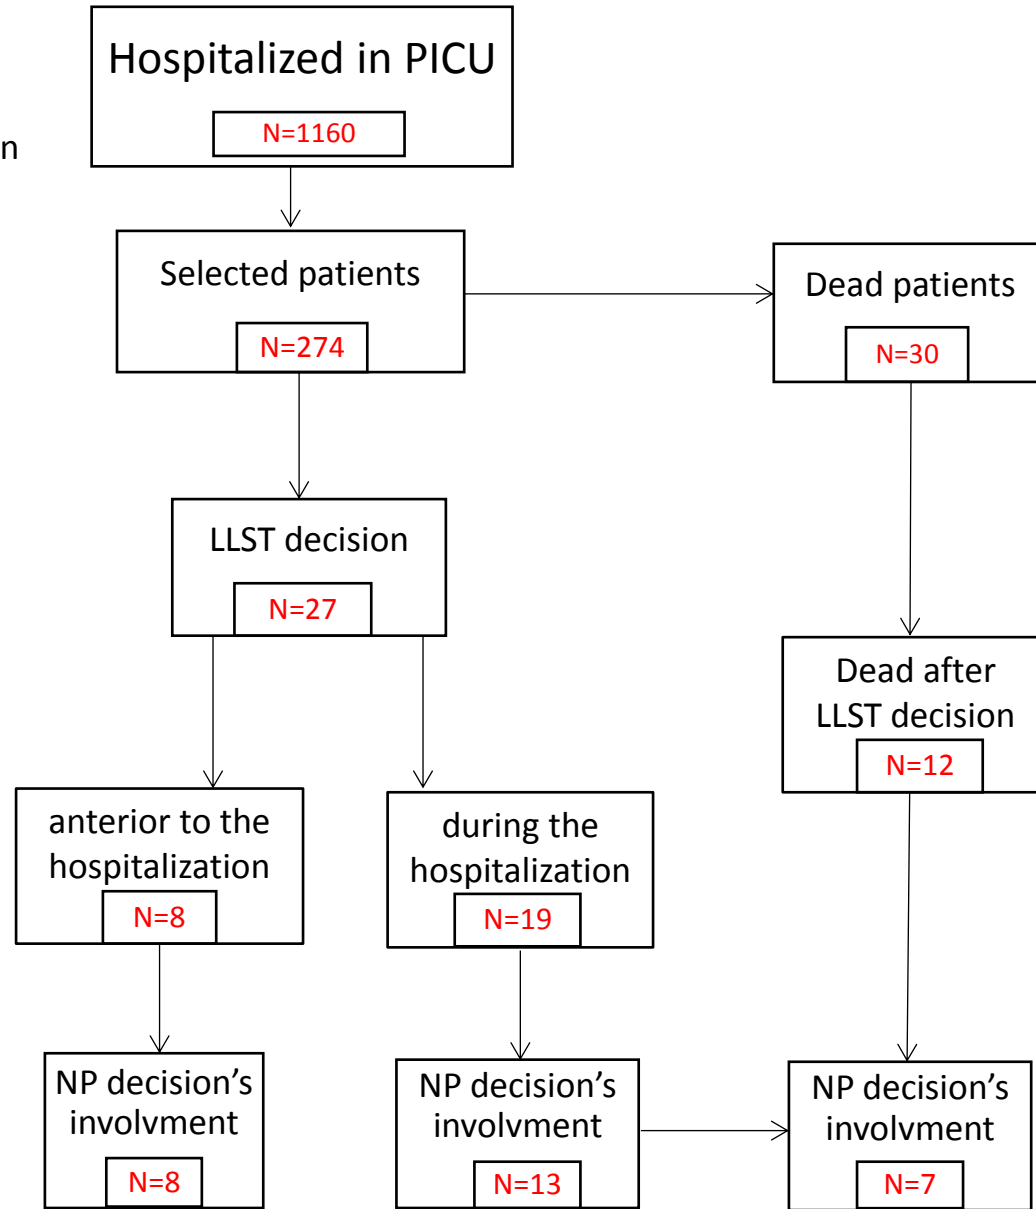 Hospitalized in PICU
N=1160
n
Selected patients
N=274
Dead patients
N=30
LLST decision
N=27
Dead after
LLST decision
N=12
anterior to the
hospitalization
N=8
during the
hospitalization
N=19
NP decision’s
involvment
N=8
NP decision’s
involvment
N=13
NP decision’s
involvment
N=7